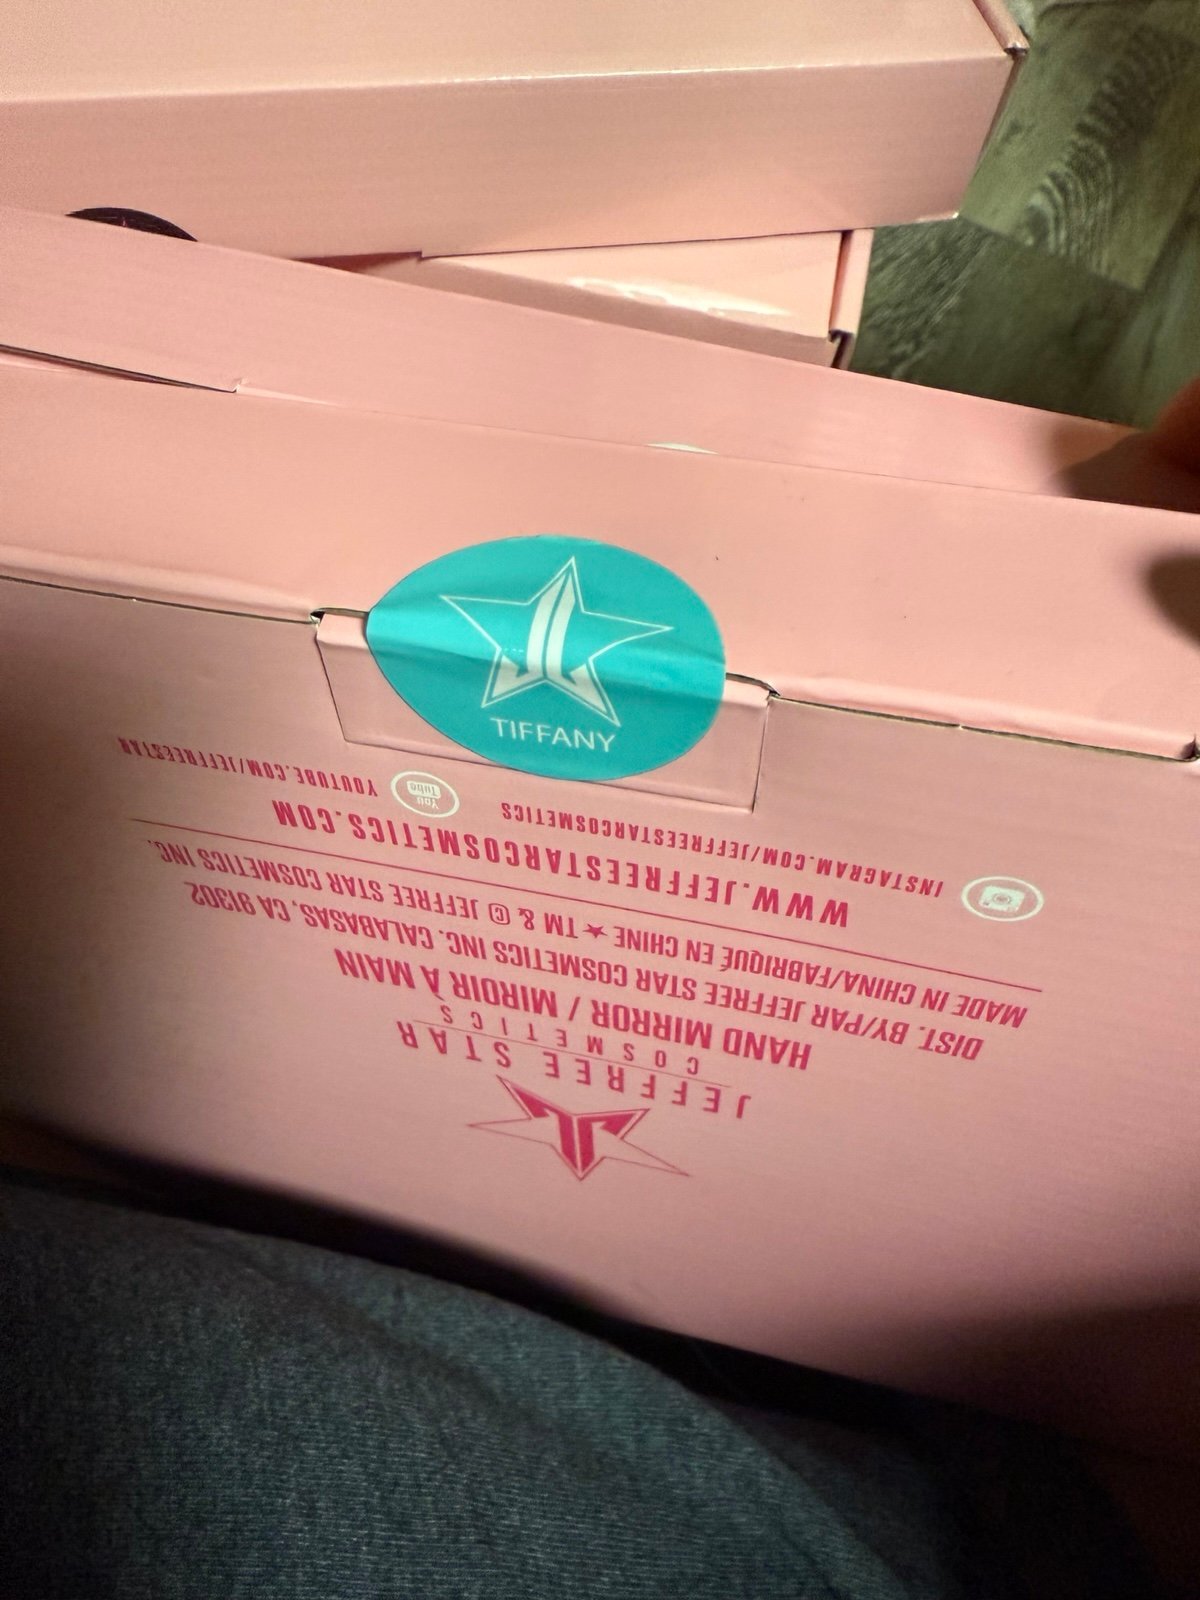 TIFFANY
JEFFREE STAR
COSMETICS
HAND MIRROR / MIROIR À MAIN
DIST. BY/PAR JEFFREE STAR COSMETICS INC. CALABASAS, CA 91302
MADE IN CHINA/FABRIQUÉ EN CHINE ★ TM & © JEFFREE STAR COSMETICS INC.
WWW.JEFFREESTARCOSMETICS.COM
INSTAGRAM.COM/JEFFREESTARCOSMETICS
You Tube
YOUTUBE.COM/JEFFREESTAR